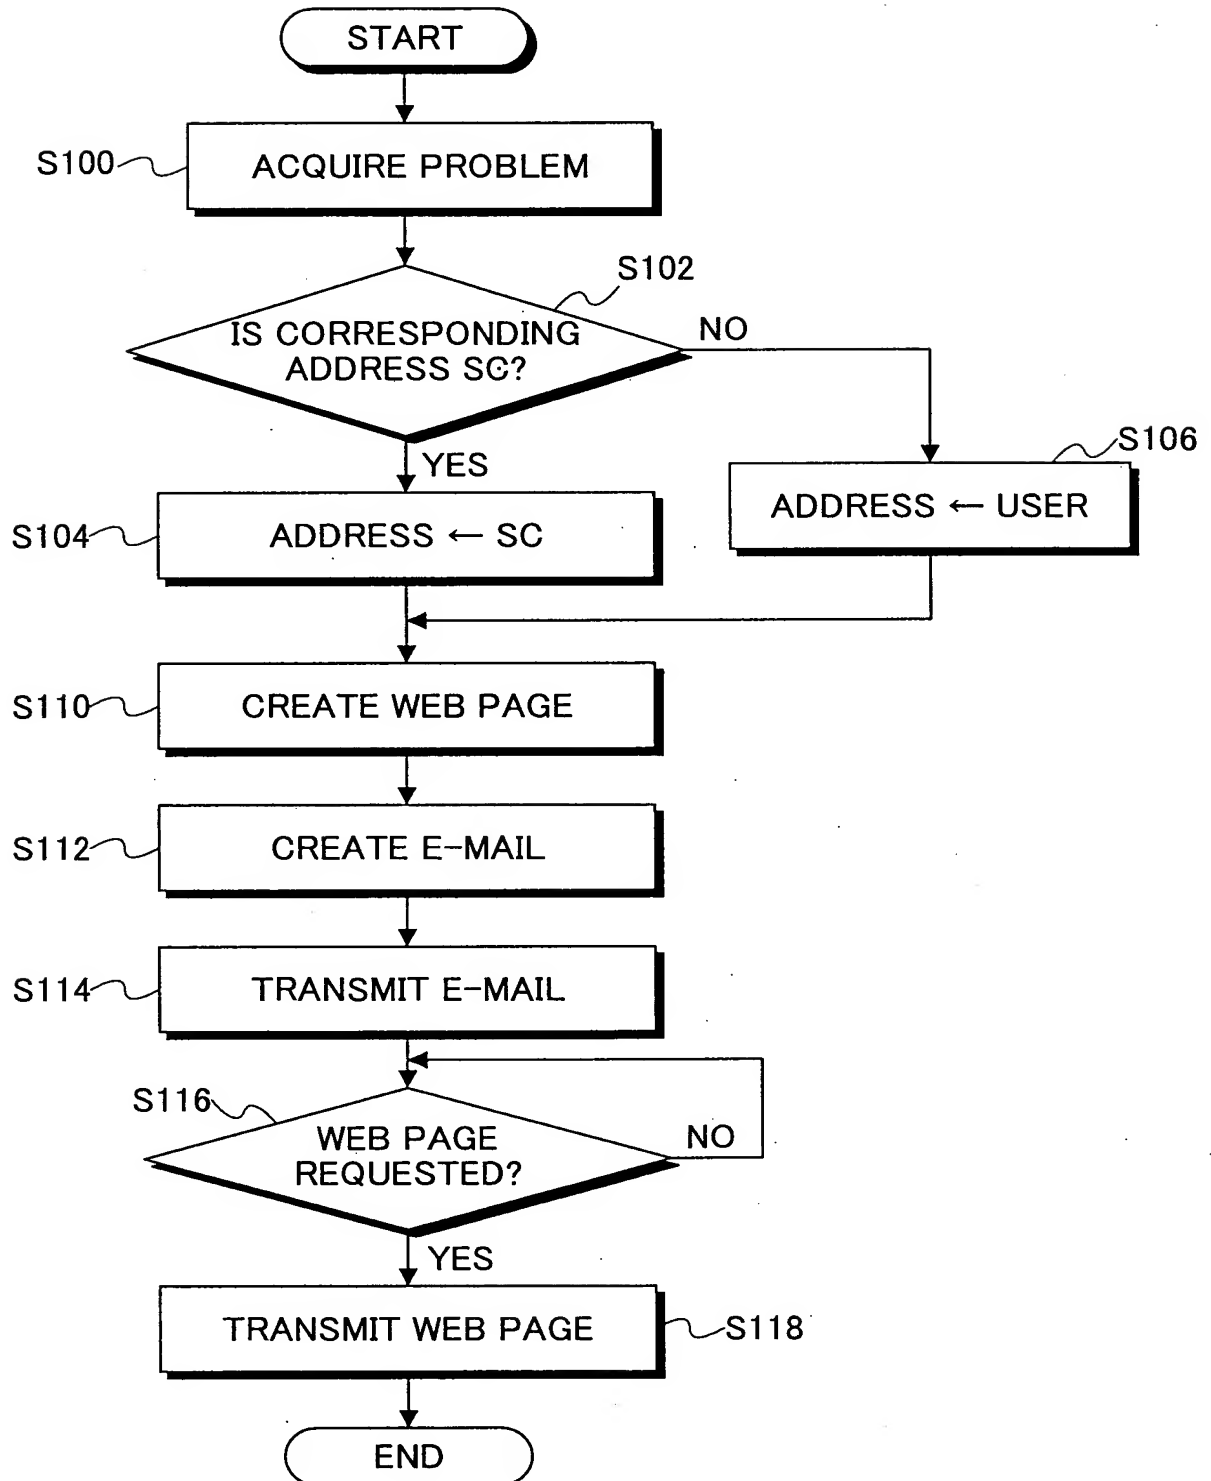 START
S100
ACQUIRE PROBLEM
S102
IS CORRESPONDING
ADDRESS SC?
NO
YES
S106
ADDRESS ← USER
S104
ADDRESS ← SC
S110
CREATE WEB PAGE
S112
CREATE E-MAIL
S114
TRANSMIT E-MAIL
S116
WEB PAGE
REQUESTED?
NO
YES
TRANSMIT WEB PAGE
S118
END